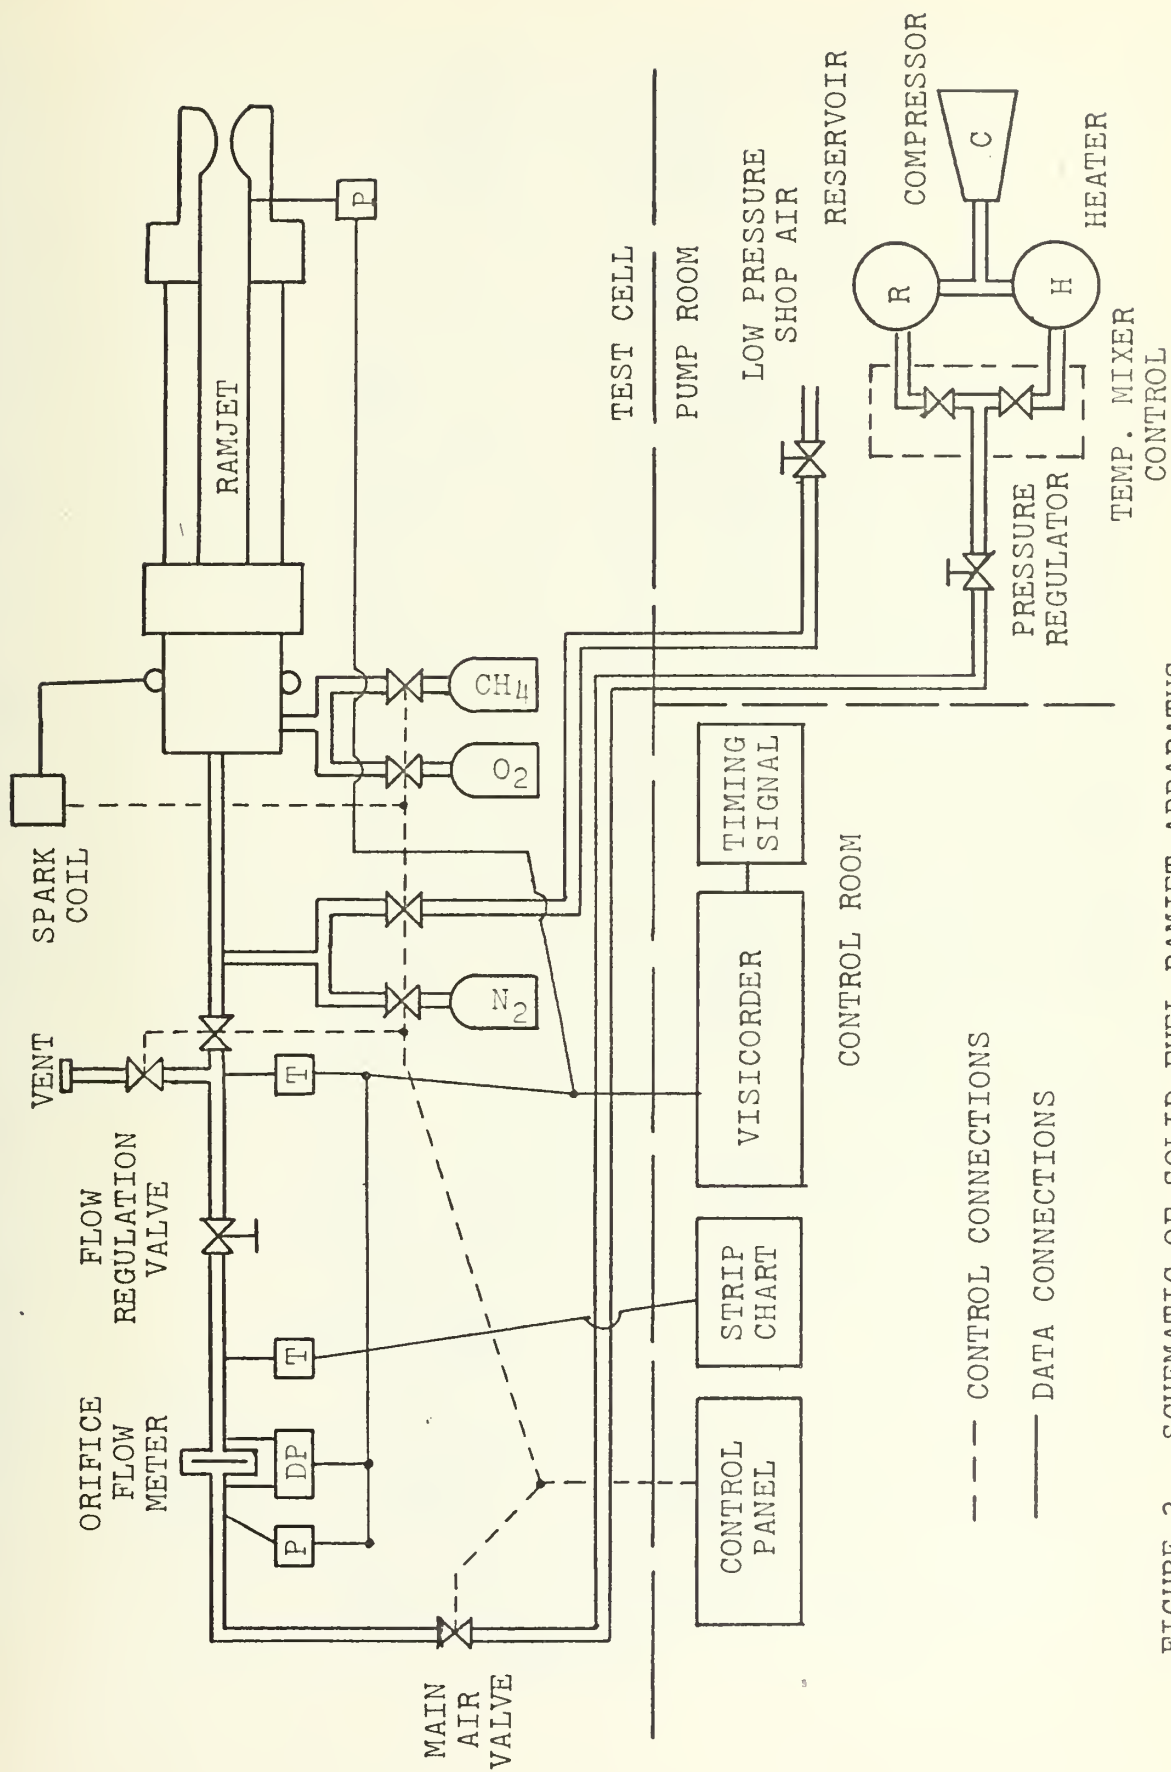 VENT
SPARK
COIL
FLOW
REGULATION
VALVE
ORIFICE
FLOW
METER
RAMJET
P
DP
T
T
P
N2
O2
CH4
MAIN
AIR
VALVE
TEST CELL
PUMP ROOM
CONTROL
PANEL
STRIP
CHART
VISICORDER
TIMING
SIGNAL
CONTROL ROOM
LOW PRESSURE
SHOP AIR
RESERVOIR
R
COMPRESSOR
C
HEATER
H
PRESSURE
REGULATOR
TEMP. MIXER
CONTROL
CONTROL CONNECTIONS
DATA CONNECTIONS
FIGURE SCHEMATIC OF SOLID FUEL RAMJET APPARATUS